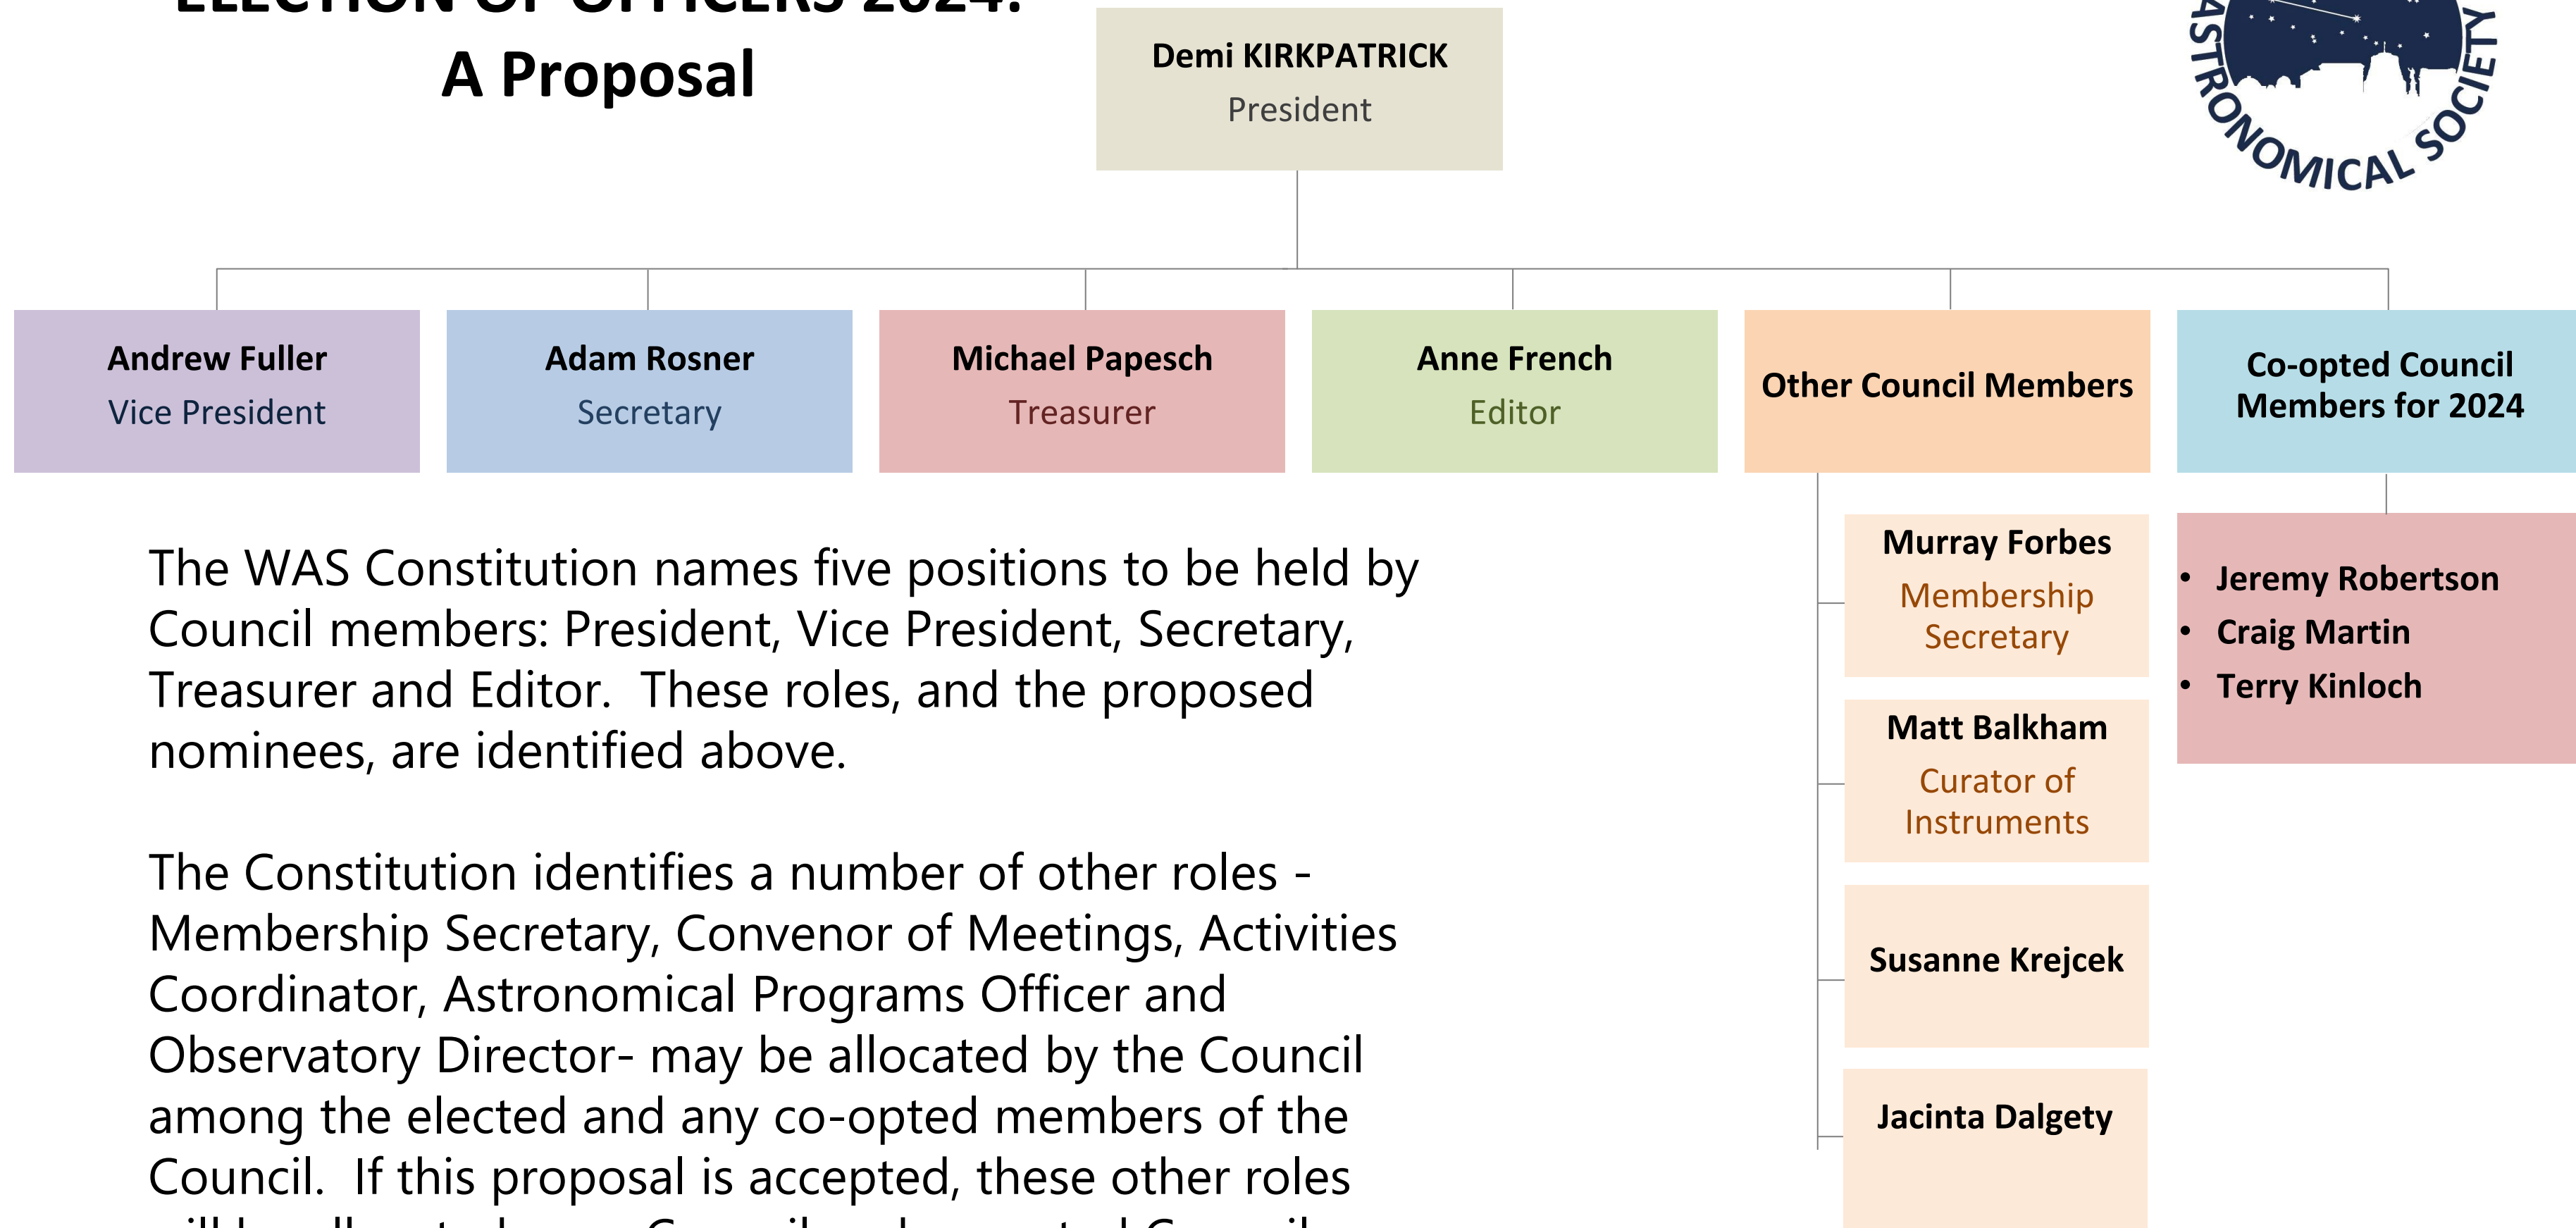 ELECTION OF OFFICERS 2024:
A Proposal
Demi KIRKPATRICK
President
ASTRONOMICAL SOCIETY
Andrew Fuller
Vice President
Adam Rosner
Secretary
Michael Papesch
Treasurer
Anne French
Editor
Other Council Members
Co-opted Council
Members for 2024
The WAS Constitution names five positions to be held by
Council members: President, Vice President, Secretary,
Treasurer and Editor.  These roles, and the proposed
nominees, are identified above.
The Constitution identifies a number of other roles -
Membership Secretary, Convenor of Meetings, Activities
Coordinator, Astronomical Programs Officer and
Observatory Director- may be allocated by the Council
among the elected and any co-opted members of the
Council.  If this proposal is accepted, these other roles
Murray Forbes
Membership
Secretary
Matt Balkham
Curator of
Instruments
Susanne Krejcek
Jacinta Dalgety
• Jeremy Robertson
• Craig Martin
• Terry Kinloch